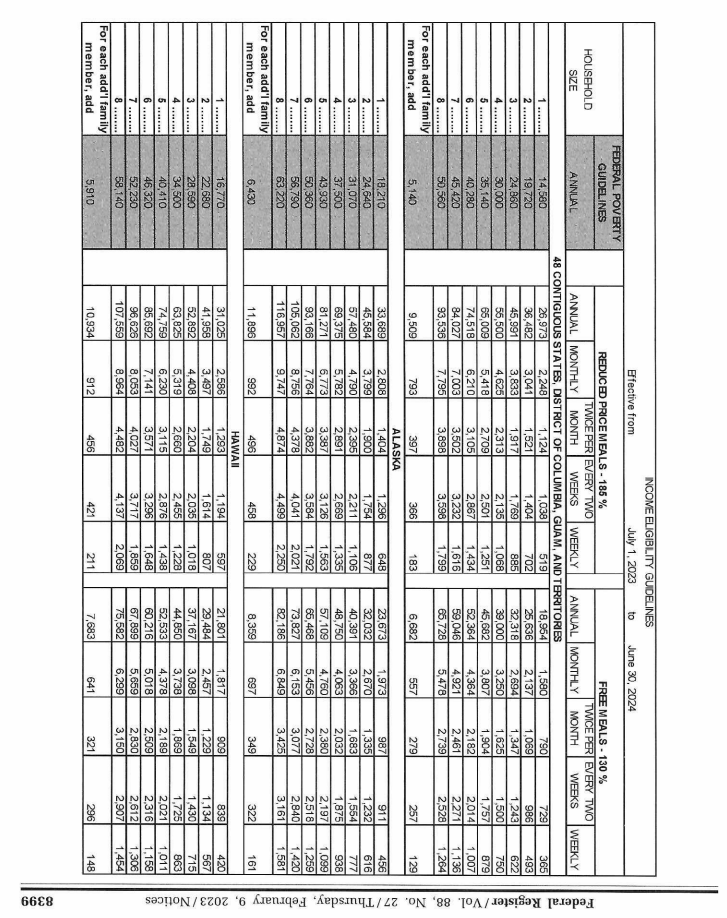 Federal Register / Vol. 88, No. 27 / Thursday, February 9, 2023 / Notices 8399
INCOME ELIGIBILITY GUIDELINES
Effective from July 1, 2023 to June 30, 2024
HOUSEHOLD SIZE FEDERAL POVERTY GUIDELINES REDUCED PRICE MEALS - 185 % FREE MEALS - 130 %
ANNUAL ANNUAL MONTHLY TWICE PER MONTH EVERY TWO WEEKS WEEKLY ANNUAL MONTHLY TWICE PER MONTH EVERY TWO WEEKS WEEKLY
48 CONTIGUOUS STATES, DISTRICT OF COLUMBIA, GUAM, AND TERRITORIES
1 ........ 14,580 26,973 2,248 1,124 1,038 519 18,954 1,580 790 729 365
2 ........ 19,720 36,482 3,041 1,521 1,404 702 25,636 2,137 1,069 986 493
3 ........ 24,860 45,991 3,833 1,917 1,769 885 32,318 2,694 1,347 1,243 622
4 ........ 30,000 55,500 4,625 2,313 2,135 1,068 39,000 3,250 1,625 1,500 750
5 ........ 35,140 65,009 5,418 2,709 2,501 1,251 45,682 3,807 1,904 1,757 879
6 ........ 40,280 74,518 6,210 3,105 2,867 1,434 52,364 4,364 2,182 2,014 1,007
7 ........ 45,420 84,027 7,003 3,502 3,232 1,616 59,046 4,921 2,461 2,271 1,136
8 ........ 50,560 93,536 7,795 3,898 3,598 1,799 65,728 5,478 2,739 2,528 1,264
For each add'l family member, add 5,140 9,509 793 397 366 183 6,682 557 279 257 129
ALASKA
1 ........ 18,210 33,689 2,808 1,404 1,296 648 23,673 1,973 987 911 456
2 ........ 24,640 45,584 3,799 1,900 1,754 877 32,032 2,670 1,335 1,232 616
3 ........ 31,070 57,480 4,790 2,395 2,211 1,106 40,391 3,366 1,683 1,554 777
4 ........ 37,500 69,375 5,782 2,891 2,669 1,335 48,750 4,063 2,032 1,875 938
5 ........ 43,930 81,271 6,773 3,387 3,126 1,563 57,109 4,760 2,380 2,197 1,099
6 ........ 50,360 93,166 7,764 3,882 3,584 1,792 65,468 5,456 2,728 2,518 1,259
7 ........ 56,790 105,062 8,756 4,378 4,041 2,021 73,827 6,153 3,077 2,840 1,420
8 ........ 63,220 116,957 9,747 4,874 4,499 2,250 82,186 6,849 3,425 3,161 1,581
For each add'l family member, add 6,430 11,896 992 496 458 229 8,359 697 349 322 161
HAWAII
1 ........ 16,770 31,025 2,586 1,293 1,194 597 21,801 1,817 909 839 420
2 ........ 22,680 41,958 3,497 1,749 1,614 807 29,484 2,457 1,229 1,134 567
3 ........ 28,590 52,892 4,408 2,204 2,035 1,018 37,167 3,098 1,549 1,430 715
4 ........ 34,500 63,825 5,319 2,660 2,455 1,228 44,850 3,738 1,869 1,725 863
5 ........ 40,410 74,759 6,230 3,115 2,876 1,438 52,533 4,378 2,189 2,021 1,011
6 ........ 46,320 85,692 7,141 3,571 3,296 1,648 60,216 5,018 2,509 2,316 1,158
7 ........ 52,230 96,626 8,053 4,027 3,717 1,859 67,899 5,659 2,830 2,612 1,306
8 ........ 58,140 107,559 8,964 4,482 4,137 2,069 75,582 6,299 3,150 2,907 1,454
For each add'l family member, add 5,910 10,934 912 456 421 211 7,683 641 321 296 148